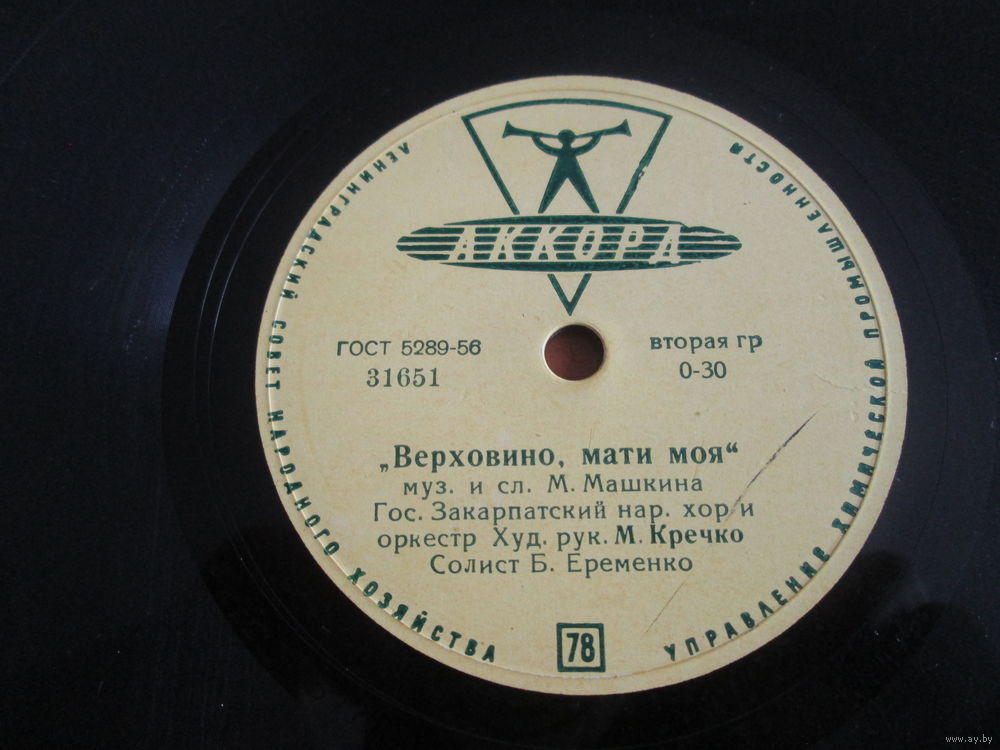 ЛЕНИНГРАДСКИЙ СОВЕТ НАРОДНОГО ХОЗЯЙСТВА
УПРАВЛЕНИЕ ХИМИЧЕСКОЙ ПРОМЫШЛЕННОСТИ
АККОРД
ГОСТ 5289-56
31651
вторая гр
0-30
„Верховино, мати моя“
муз. и сл. М. Машкина
Гос. Закарпатский нар. хор и
оркестр Худ. рук. М. Кречко
Солист Б. Еременко
78
www.ay.by